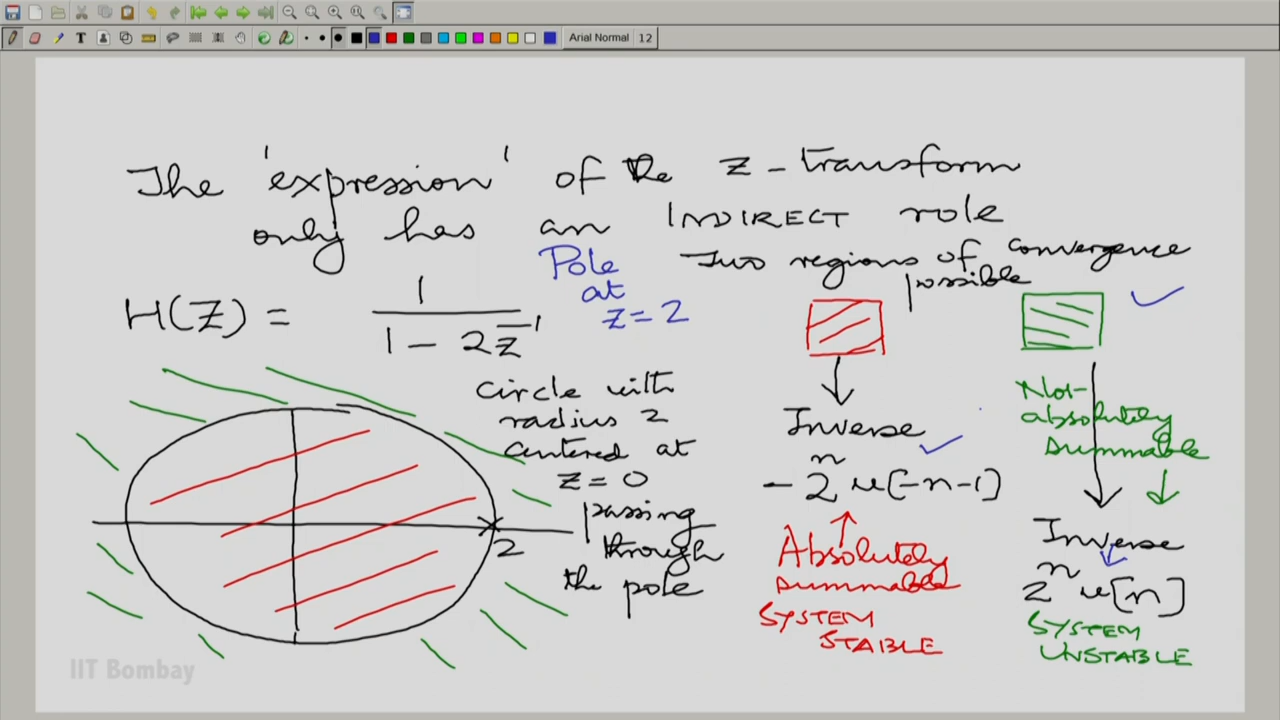 Arial Normal 12
The 'expression' of the z-transform
only has an INDIRECT role
Pole
at
z=2
Two regions of convergence
possible
H(Z) = 1 / 1 - 2z^-1
circle with
radius 2
centered at
z=0
passing
through
the pole
2
Inverse
-2^n u[-n-1]
Absolutely
summable
SYSTEM
STABLE
Not-
absolutely
summable
Inverse
2^n u[n]
SYSTEM
UNSTABLE
IIT Bombay